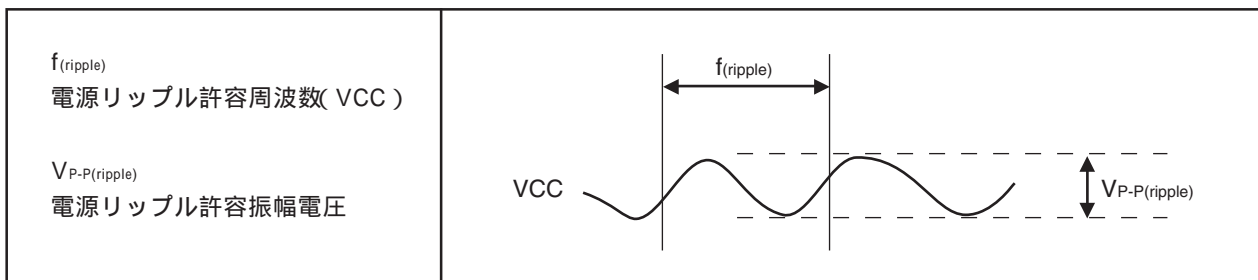 f(ripple)
電源リップル許容周波数( VCC )
VP-P(ripple)
電源リップル許容振幅電圧
f(ripple)
VCC
VP-P(ripple)